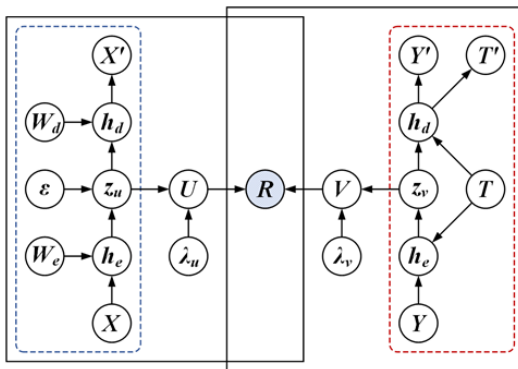 X′ Y′ T′
W_d h_d h_d
ε z_u U R V z_v T
W_e h_e λ_u λ_v h_e
X Y